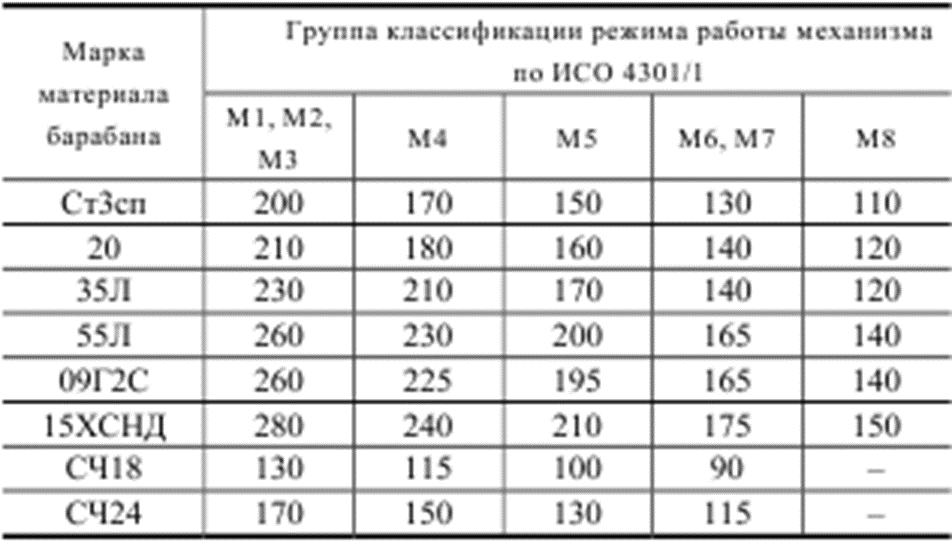 Марка материала барабана
Группа классификации режима работы механизма
по ИСО 4301/1
М1, М2, М3 М4 М5 М6, М7 М8
Ст3сп 200 170 150 130 110
20 210 180 160 140 120
35Л 230 210 170 140 120
55Л 260 230 200 165 140
09Г2С 260 225 195 165 140
15ХСНД 280 240 210 175 150
СЧ18 130 115 100 90 –
СЧ24 170 150 130 115 –